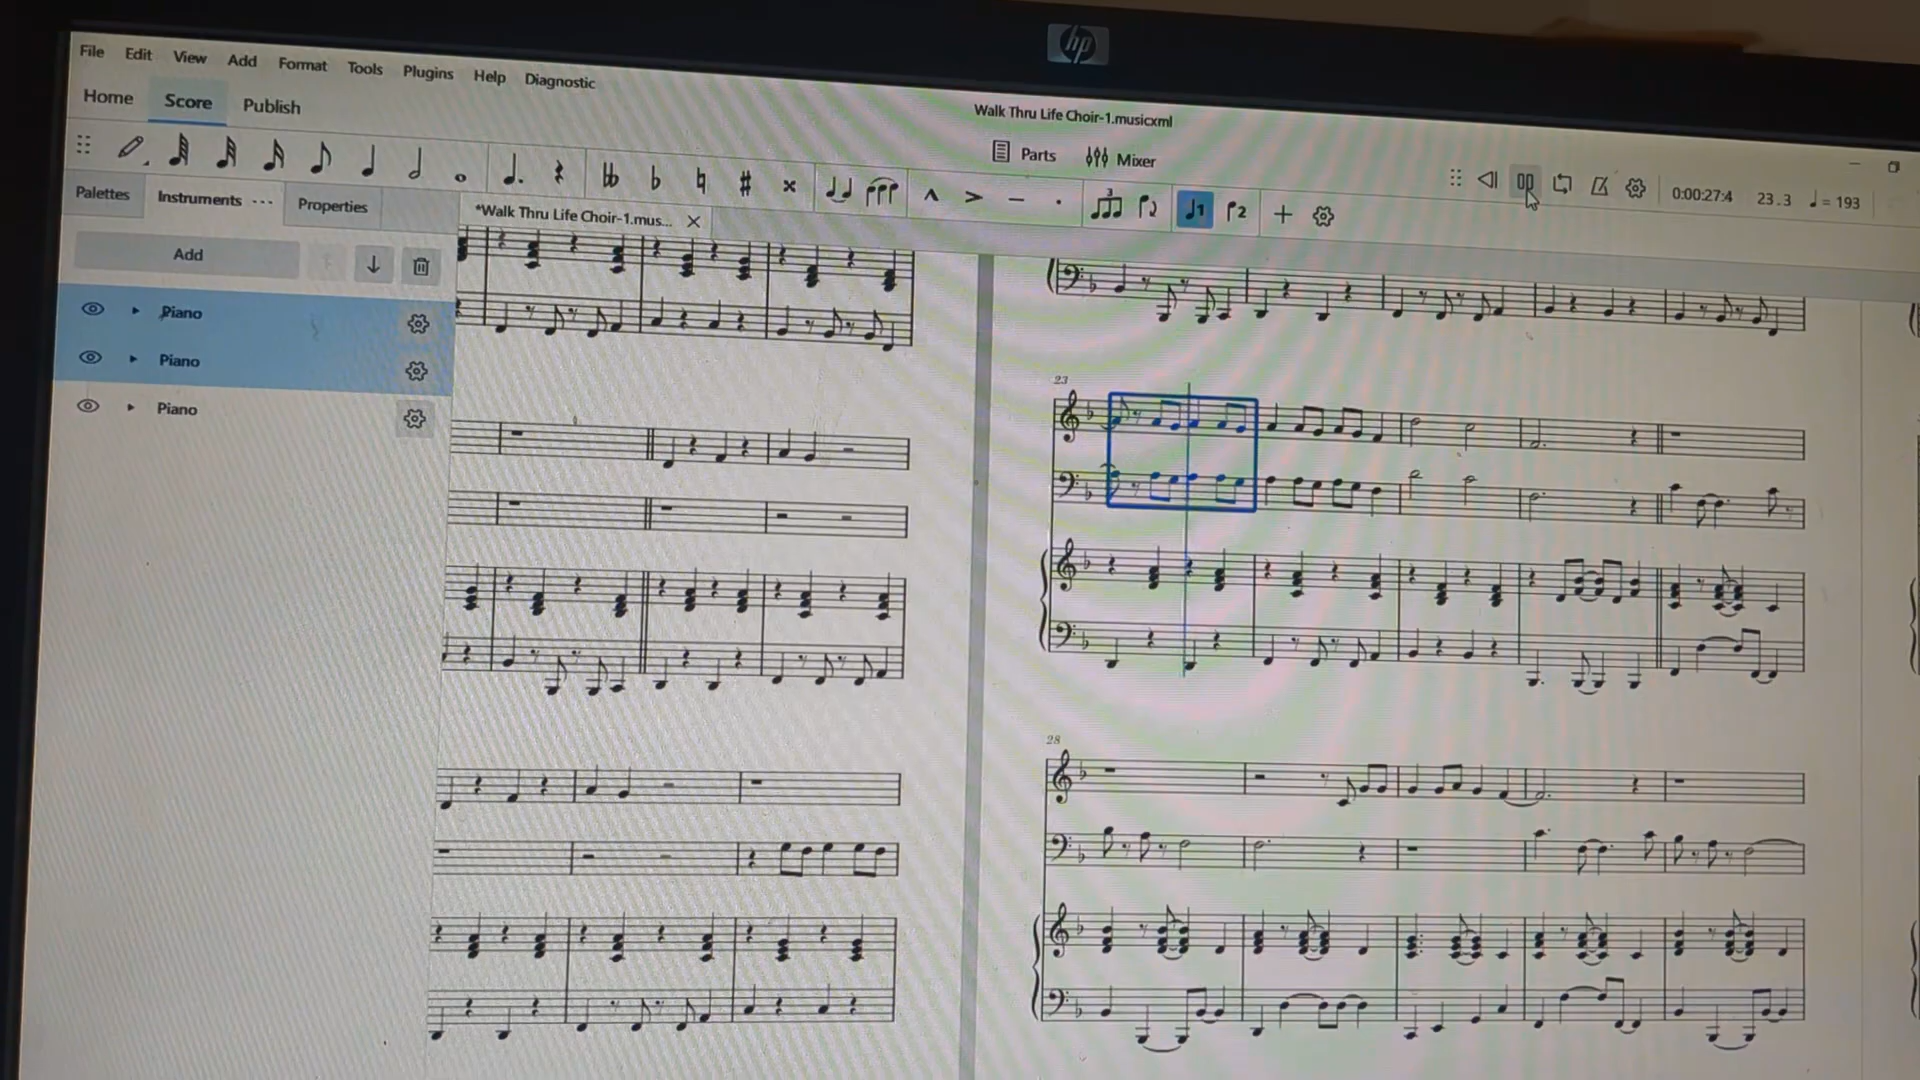 hp
File Edit View Add Format Tools Plugins Help Diagnostic
Home Score Publish
Walk Thru Life Choir-1.musicxml
Parts Mixer
0:00:27:4 23.3 = 193
Palettes Instruments Properties
*Walk Thru Life Choir-1.mus...
Add
Piano
Piano
Piano
23
28